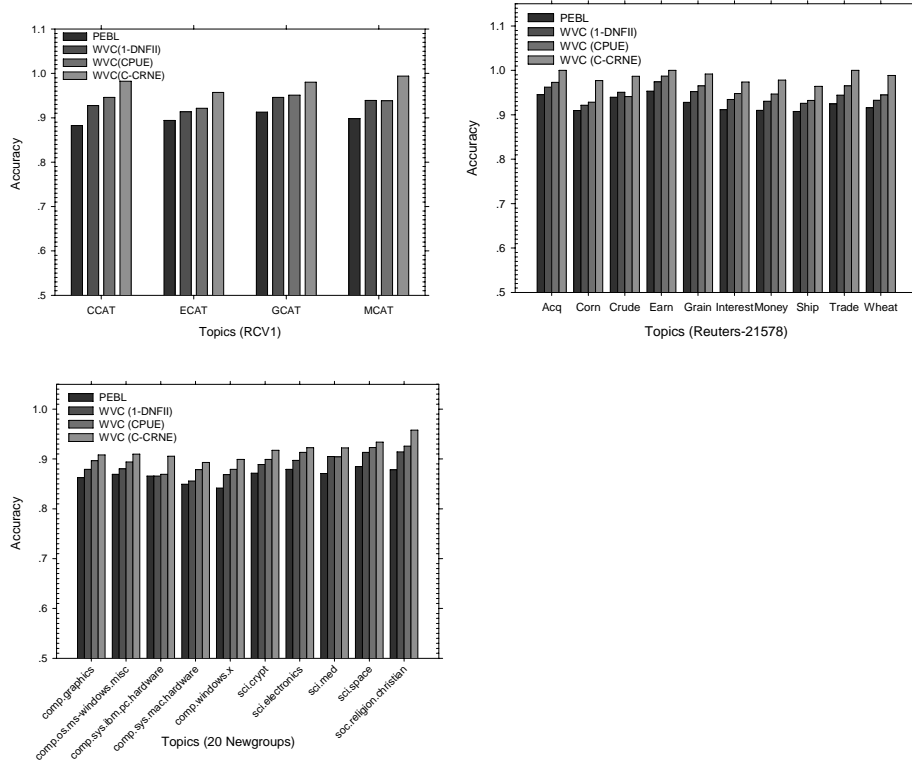 1.1
1.0
.9
.8
.7
.6
.5
Accuracy
PEBL
WVC(1-DNFII)
WVC(CPUE)
WVC(C-CRNE)
CCAT ECAT GCAT MCAT
Topics (RCV1)
1.1
1.0
.9
.8
.7
.6
.5
Accuracy
PEBL
WVC (1-DNFII)
WVC (CPUE)
WVC (C-CRNE)
Acq Corn Crude Earn Grain Interest Money Ship Trade Wheat
Topics (Reuters-21578)
1.0
.9
.8
.7
.6
.5
Accuracy
PEBL
WVC (1-DNFII)
WVC (CPUE)
WVC (C-CRNE)
comp.graphics
comp.os.ms-windows.misc
comp.sys.ibm.pc.hardware
comp.sys.mac.hardware
comp.windows.x
sci.crypt
sci.electronics
sci.med
sci.space
soc.religion.christian
Topics (20 Newgroups)